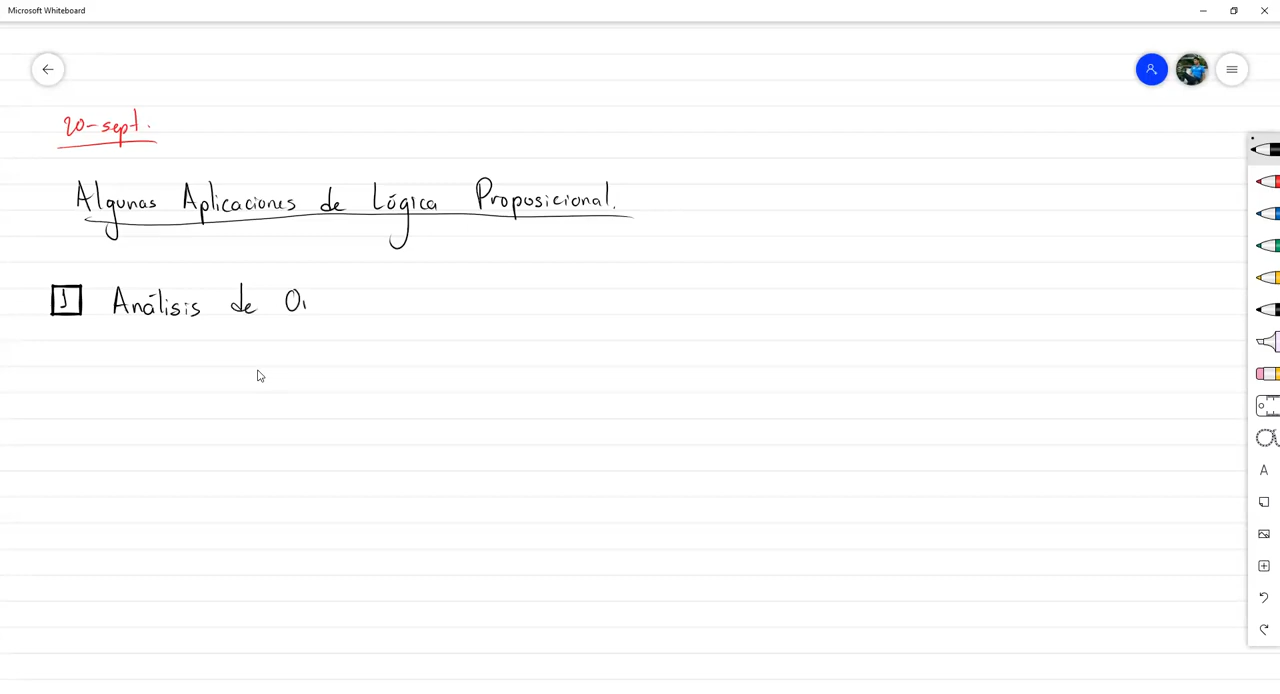 Microsoft Whiteboard
20-sept.
Algunas Aplicaciones de Lógica Proposicional.
1 Análisis de
A